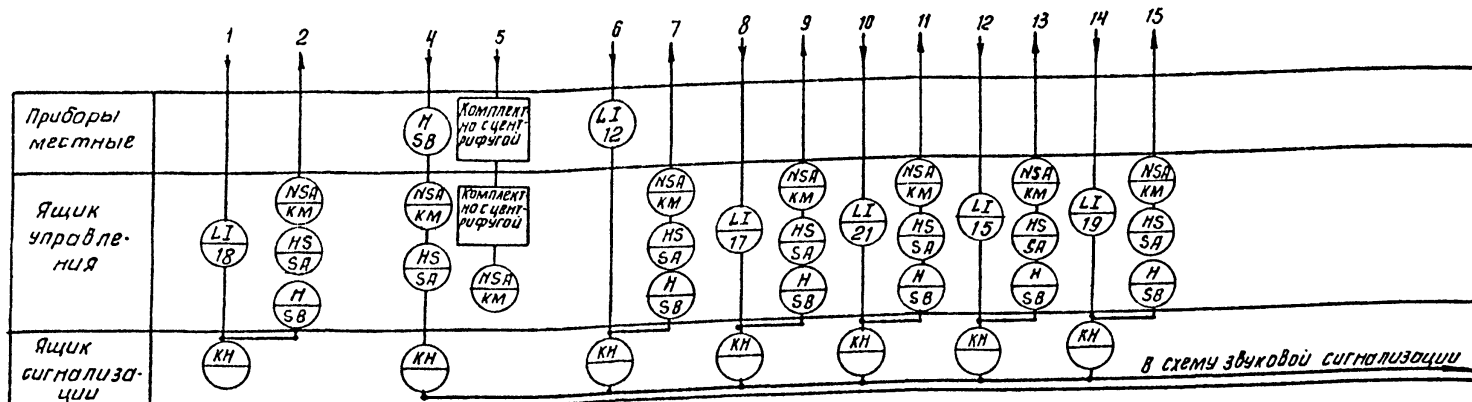 1 2 4 5 6 7 8 9 10 11 12 13 14 15
Приборы
местные
H
SB
Комплект
но с цент-
рифугой
LI
12
Ящик
управле-
ния
LI
18
NSA
KM
HS
SA
H
SB
NSA
KM
HS
SA
Комплект-
но с цент-
рифугой
NSA
KM
NSA
KM
HS
SA
H
SB
LI
17
NSA
KM
HS
SA
H
SB
LI
21
NSA
KM
HS
SA
H
SB
LI
15
NSA
KM
HS
SA
H
SB
LI
19
NSA
KM
HS
SA
H
SB
Ящик
сигнализа-
ции
KH
KH
KH
KH
KH
KH
KH
В схему звуковой сигнализации